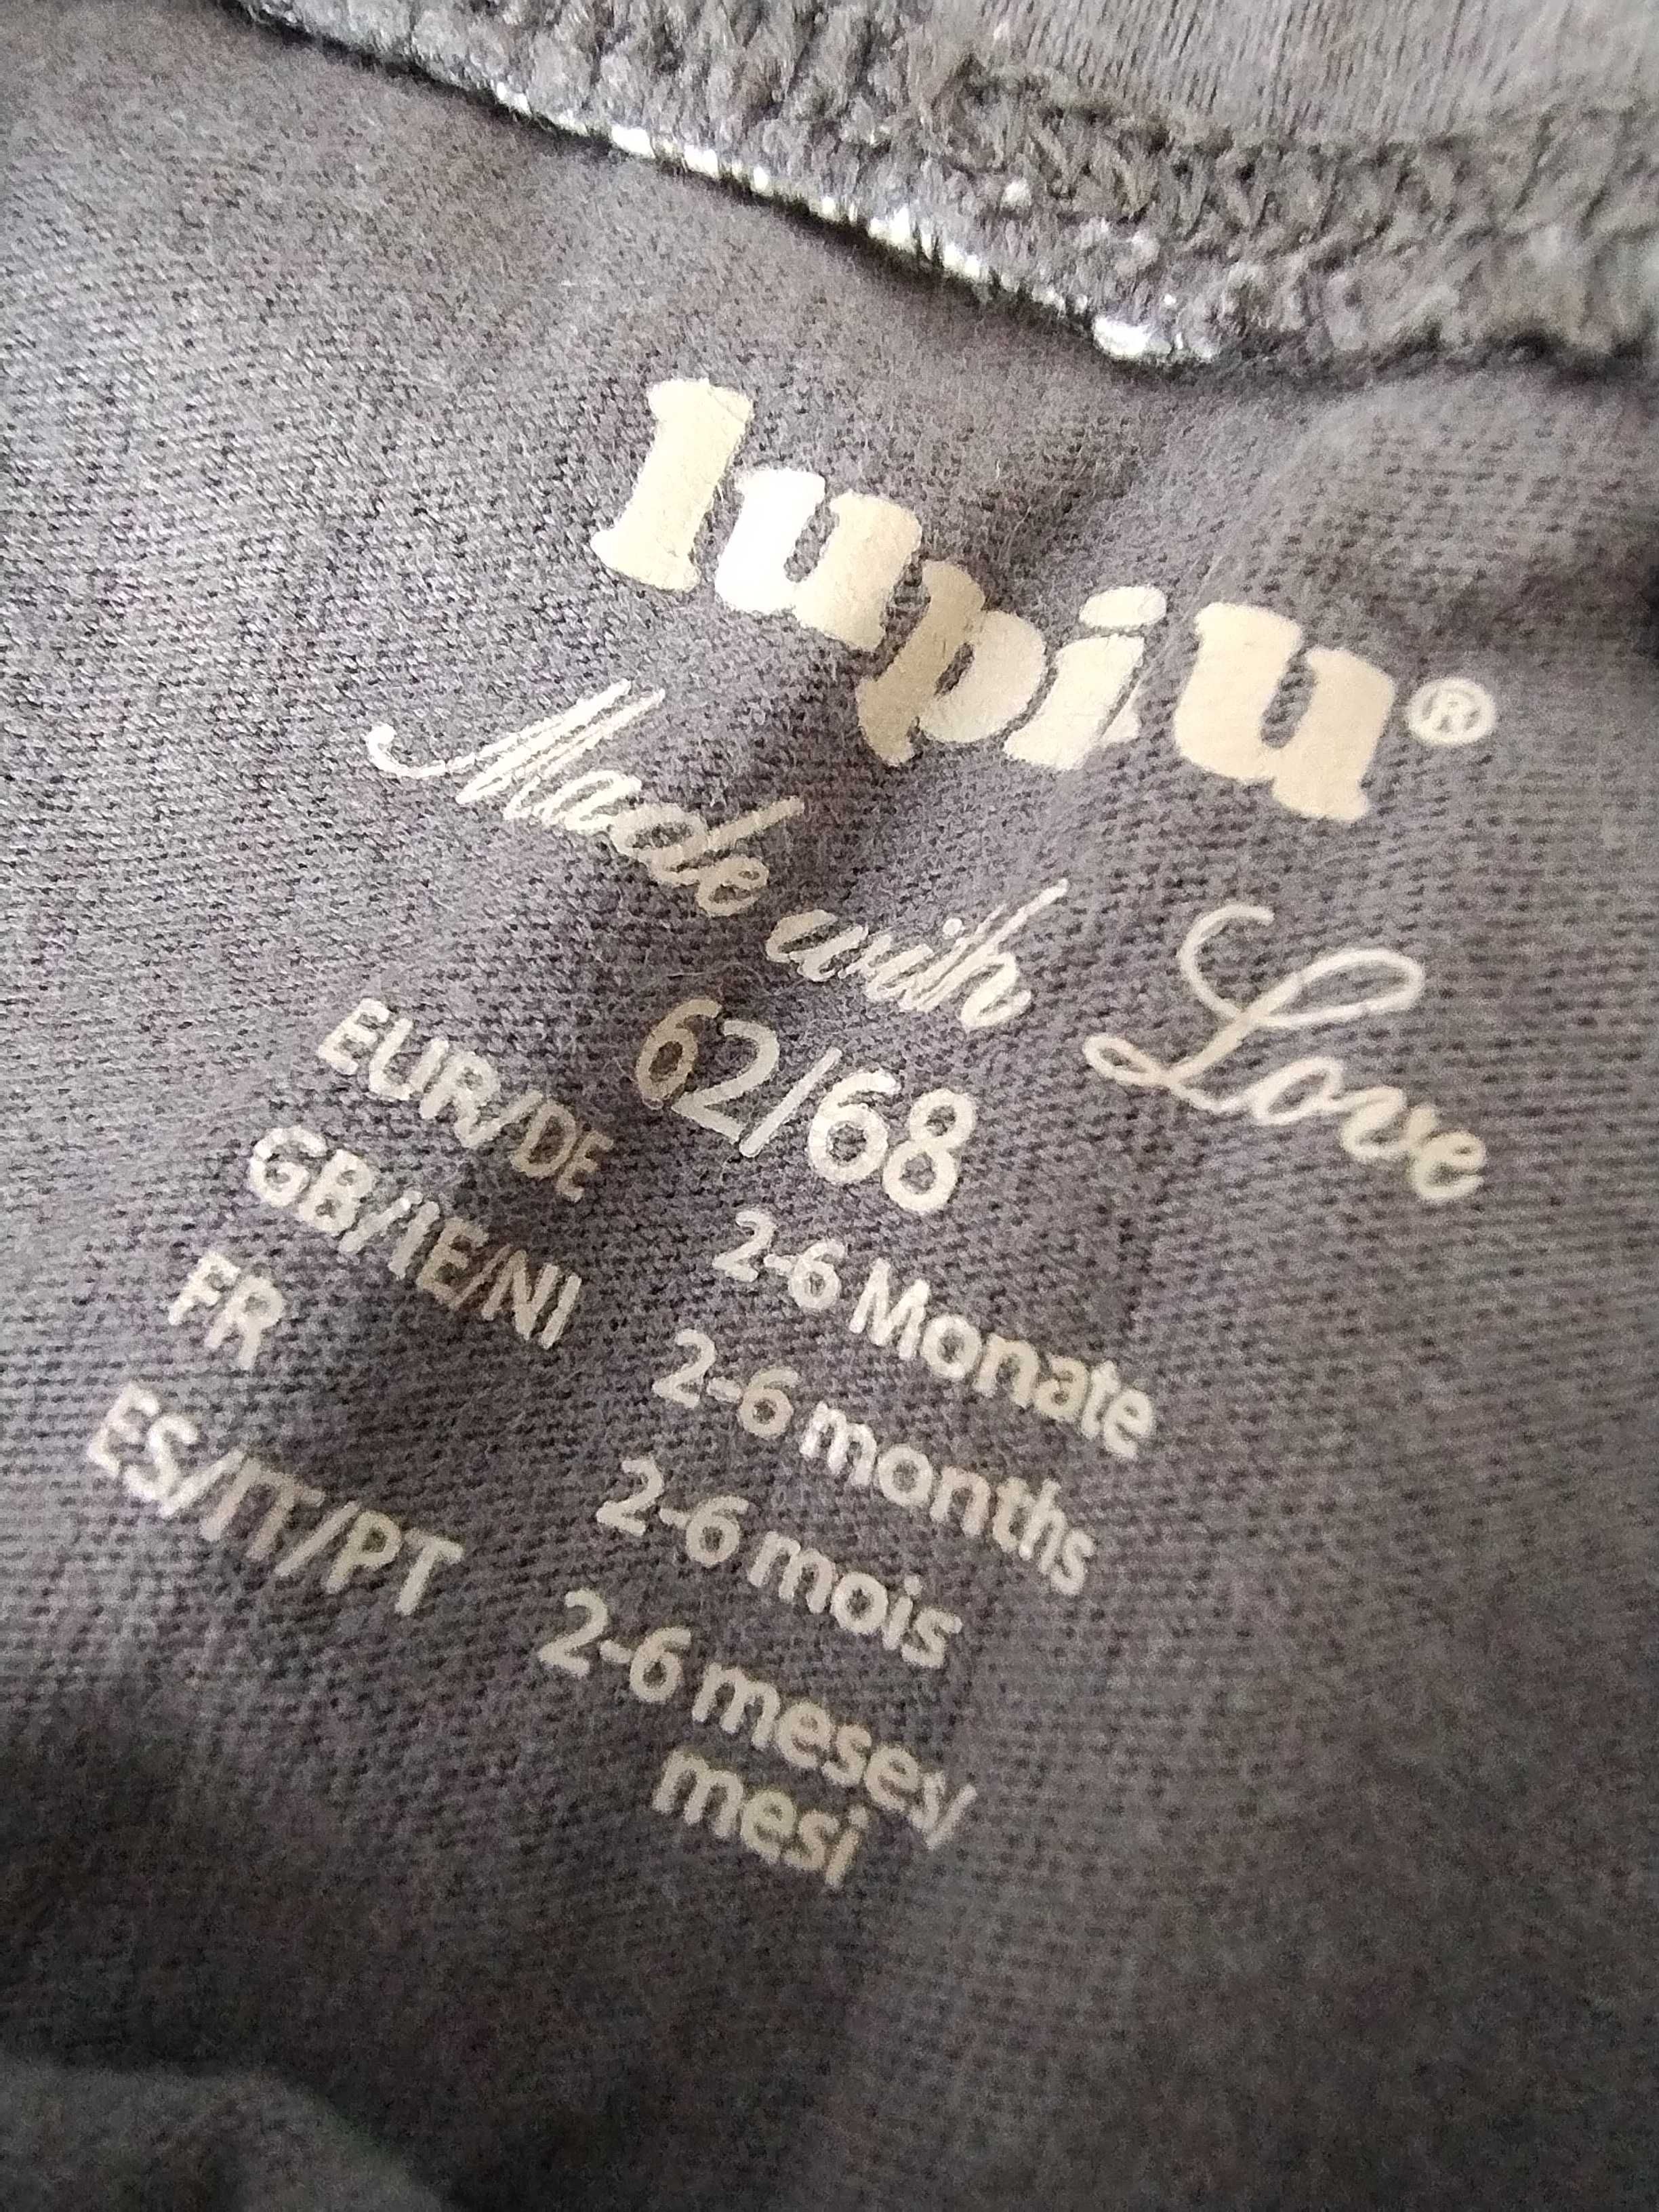 lupilu®
Made with Love
62/68
EUR/DE 2-6 Monate
GB/IE/NI 2-6 months
FR 2-6 mois
ES/IT/PT 2-6 meses/
mesi